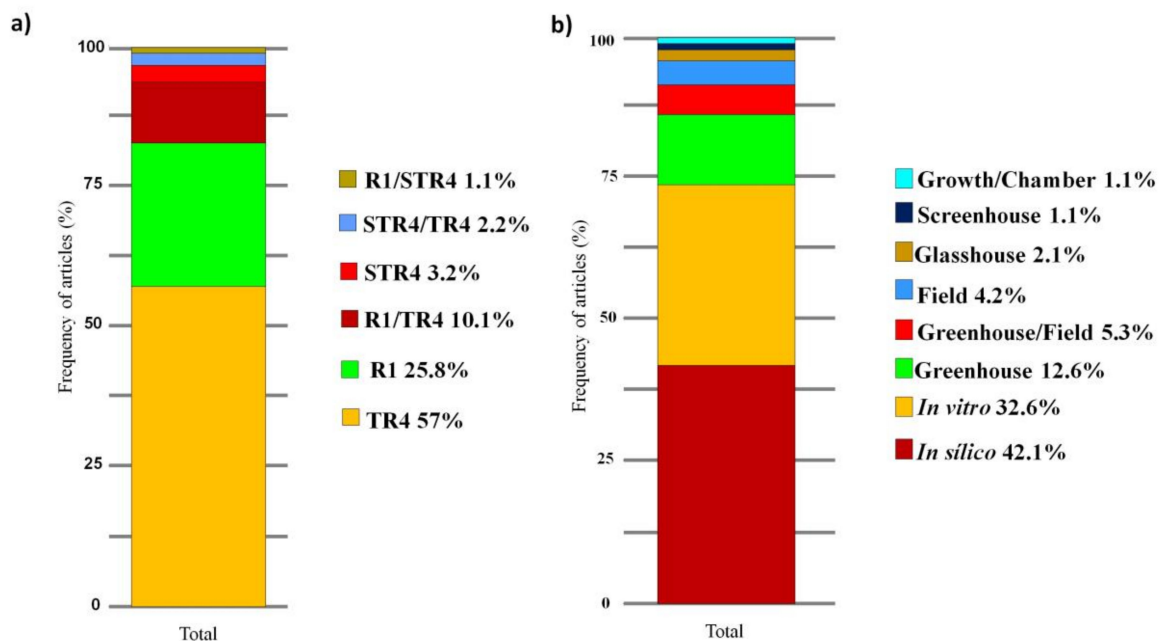 a)
Frequency of articles (%)
100
75
50
25
0
Total
R1/STR4 1.1%
STR4/TR4 2.2%
STR4 3.2%
R1/TR4 10.1%
R1 25.8%
TR4 57%
b)
Frequency of articles (%)
100
75
50
25
0
Total
Growth/Chamber 1.1%
Screenhouse 1.1%
Glasshouse 2.1%
Field 4.2%
Greenhouse/Field 5.3%
Greenhouse 12.6%
In vitro 32.6%
In sílico 42.1%